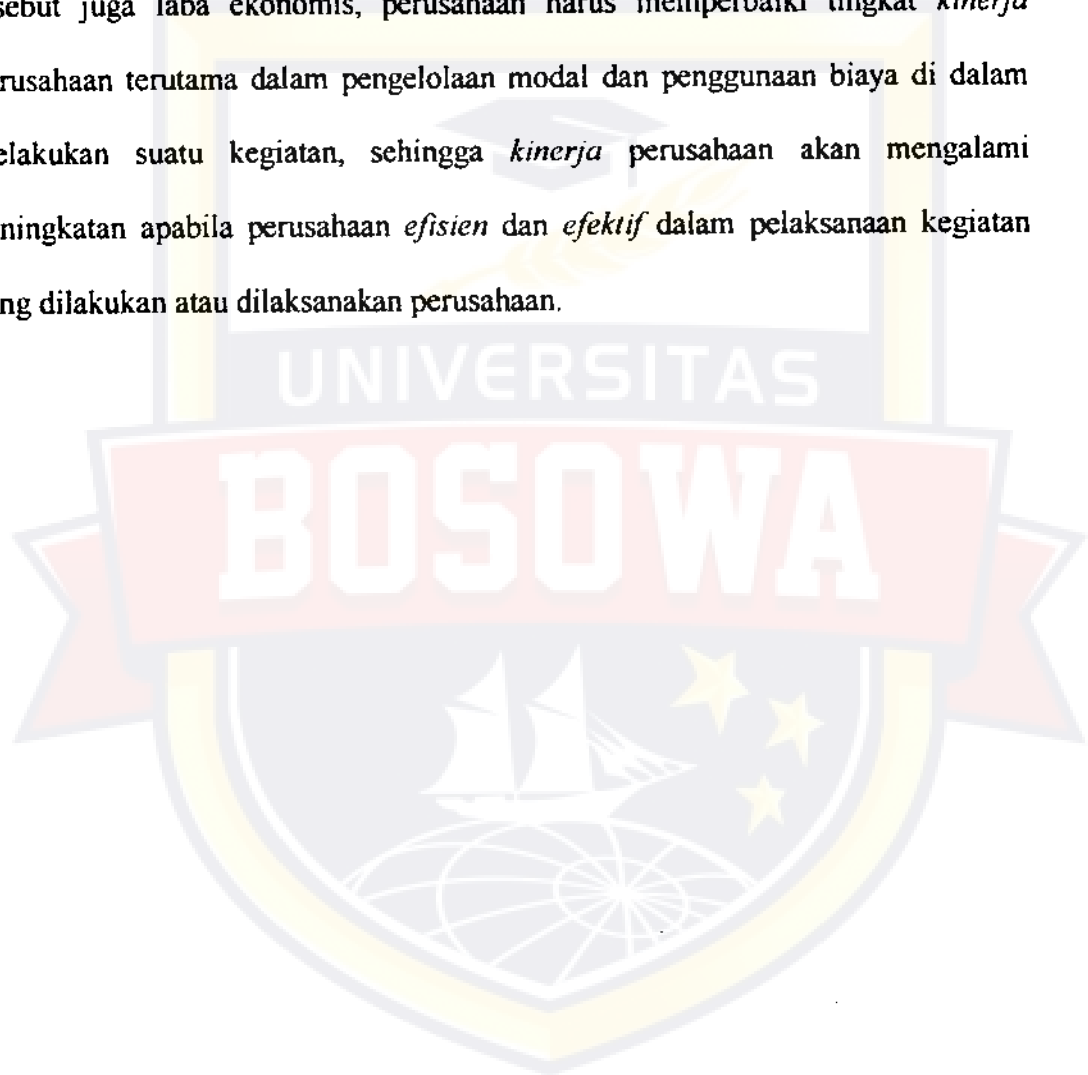 sebut juga laba ekonomis, perusahaan harus memperbaiki tingkat kinerja
rusahaan terutama dalam pengelolaan modal dan penggunaan biaya di dalam
elakukan suatu kegiatan, sehingga kinerja perusahaan akan mengalami
ningkatan apabila perusahaan efisien dan efektif dalam pelaksanaan kegiatan
ng dilakukan atau dilaksanakan perusahaan.
UNIVERSITAS
BOSOWA